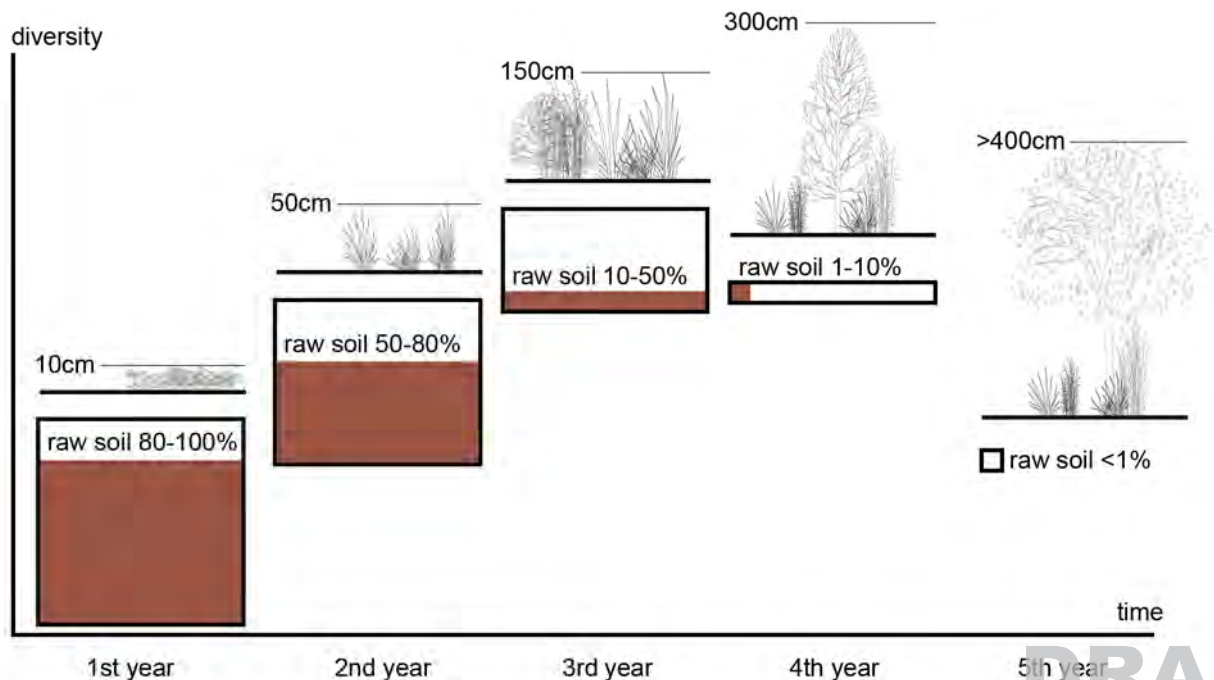 diversity
300cm
150cm
>400cm
50cm
10cm
raw soil 80-100%
raw soil 50-80%
raw soil 10-50%
raw soil 1-10%
raw soil <1%
time
1st year
2nd year
3rd year
4th year
5th year
DRA